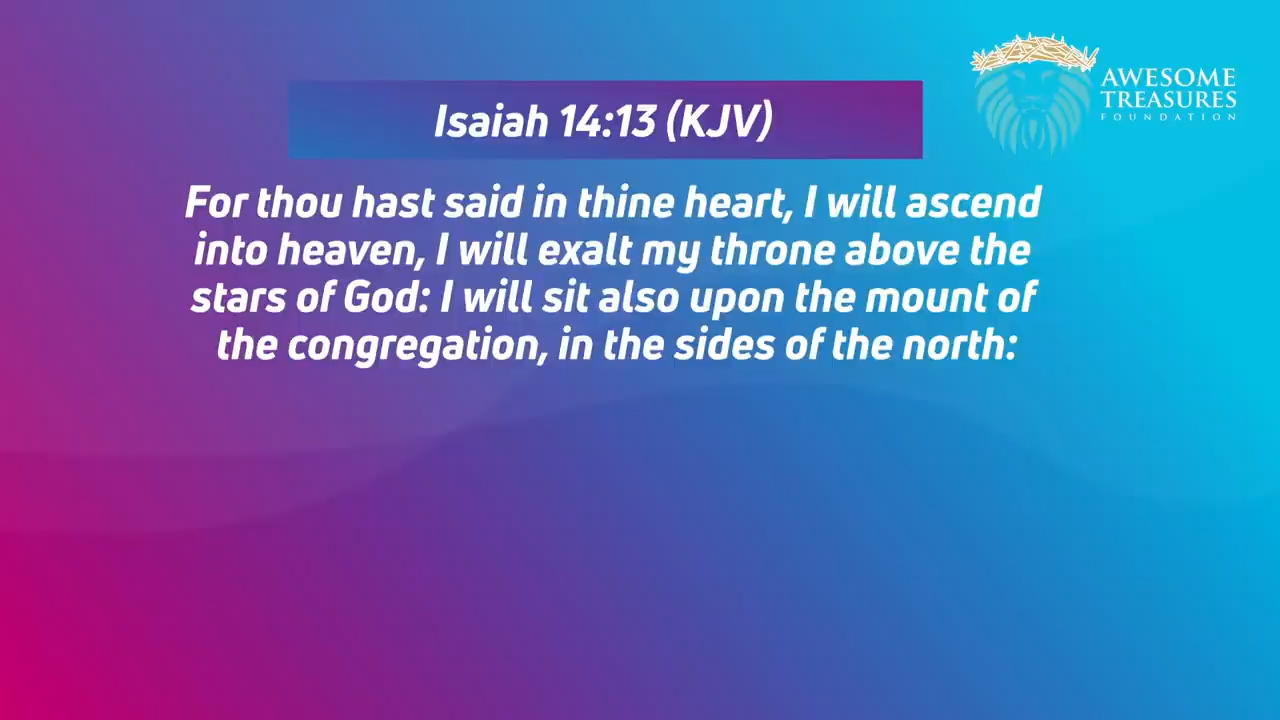 Isaiah 14:13 (KJV)
AWESOME
TREASURES
FOUNDATION
For thou hast said in thine heart, I will ascend
into heaven, I will exalt my throne above the
stars of God: I will sit also upon the mount of
the congregation, in the sides of the north: